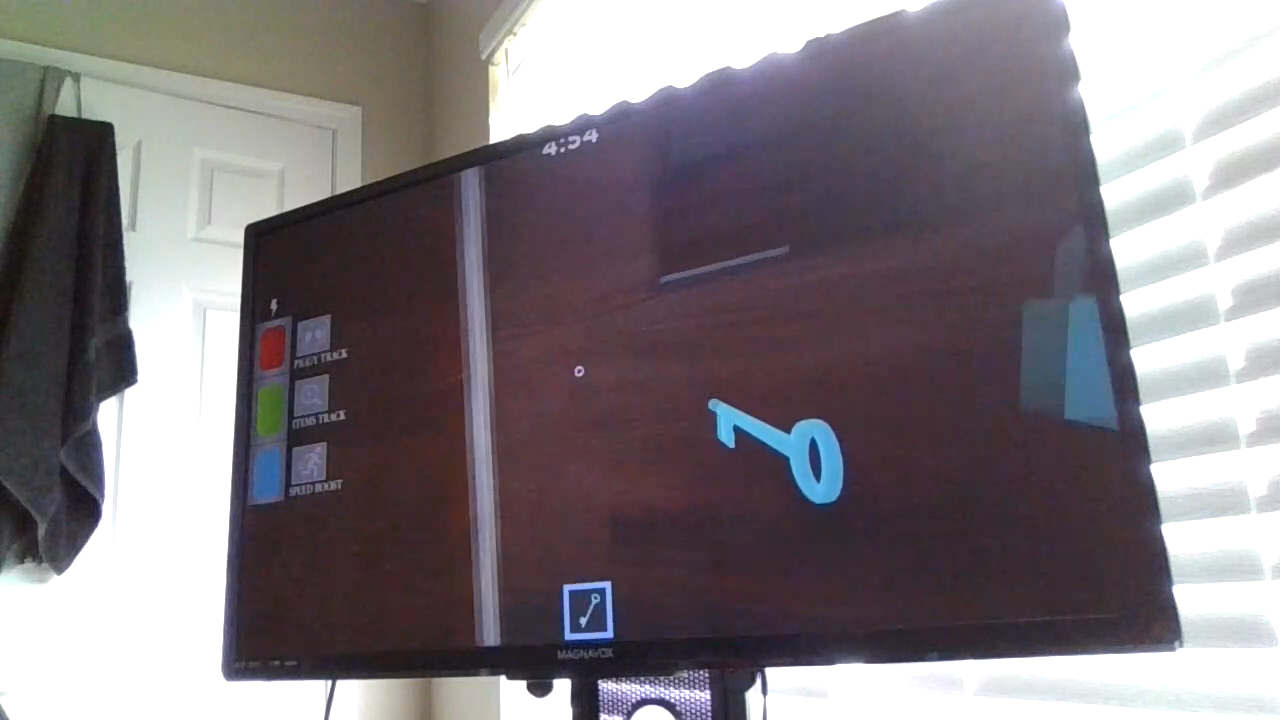 4:54
PIGGY TRACK
ITEMS TRACK
SPEED BOOST
MAGNAVOX